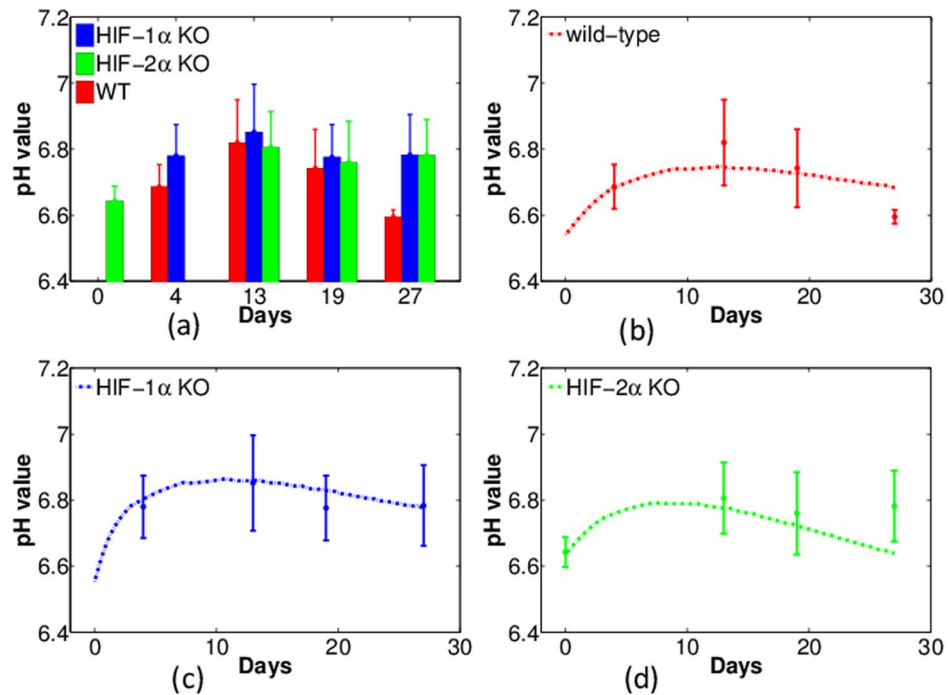 7.2
7
6.8
6.6
6.4
pH value
HIF-1α KO
HIF-2α KO
WT
0 4 13 19 27
Days
(a)
7.2
7
6.8
6.6
6.4
pH value
wild-type
0 10 20 30
Days
(b)
7.2
7
6.8
6.6
6.4
pH value
HIF-1α KO
0 10 20 30
Days
(c)
7.2
7
6.8
6.6
6.4
pH value
HIF-2α KO
0 10 20 30
Days
(d)